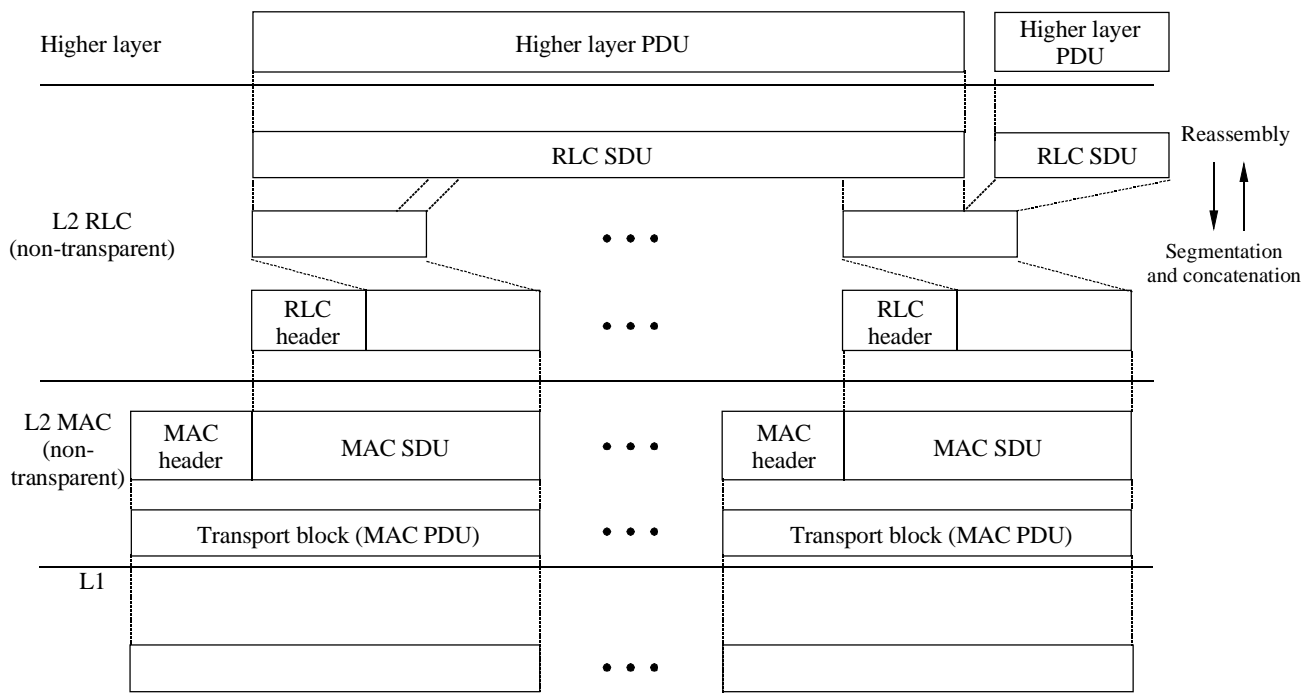 Higher layer
Higher layer PDU
Higher layer
PDU
RLC SDU
RLC SDU
Reassembly
L2 RLC
(non-transparent)
Segmentation
and concatenation
RLC
header
RLC
header
L2 MAC
(non-
transparent)
MAC
header
MAC SDU
MAC
header
MAC SDU
Transport block (MAC PDU)
Transport block (MAC PDU)
L1